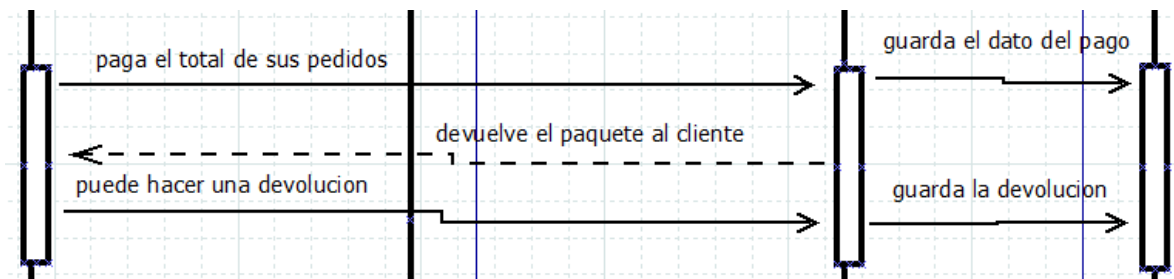 guarda el dato del pago
paga el total de sus pedidos
devuelve el paquete al cliente
puede hacer una devolucion
guarda la devolucion